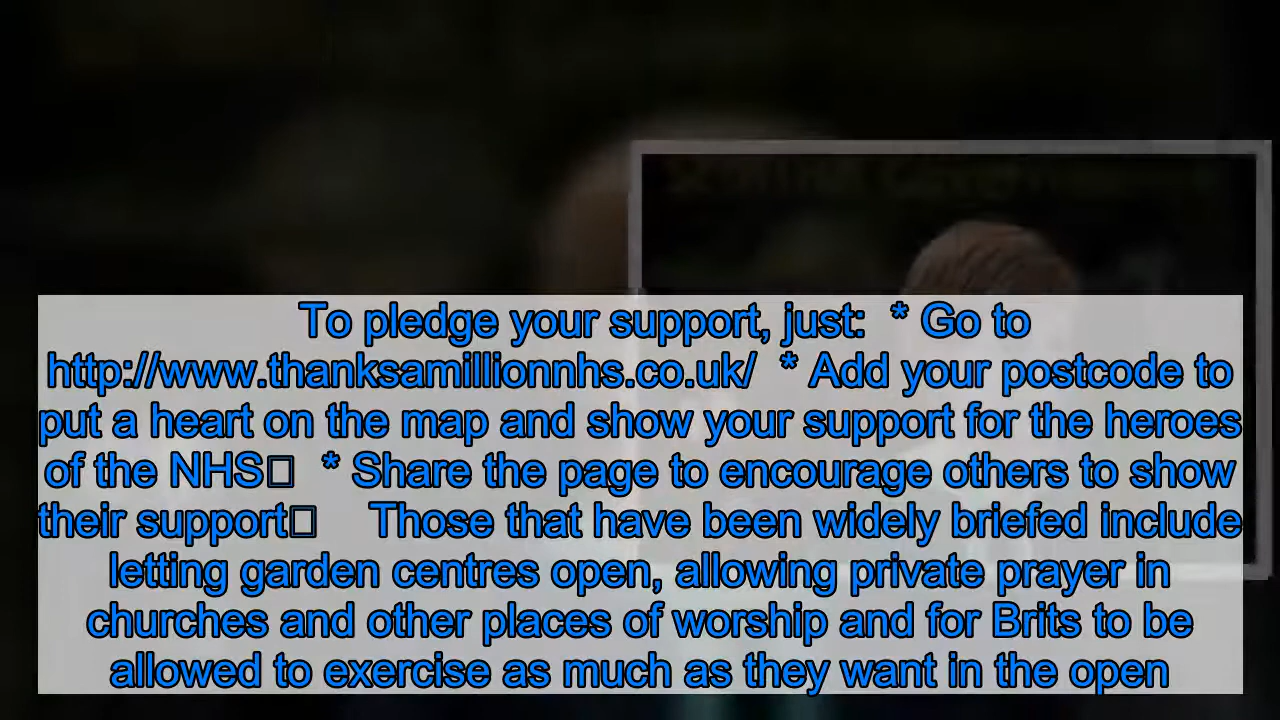 To pledge your support, just:  * Go to
http://www.thanksamillionnhs.co.uk/  * Add your postcode to
put a heart on the map and show your support for the heroes
of the NHS□  * Share the page to encourage others to show
their support□    Those that have been widely briefed include
letting garden centres open, allowing private prayer in
churches and other places of worship and for Brits to be
allowed to exercise as much as they want in the open